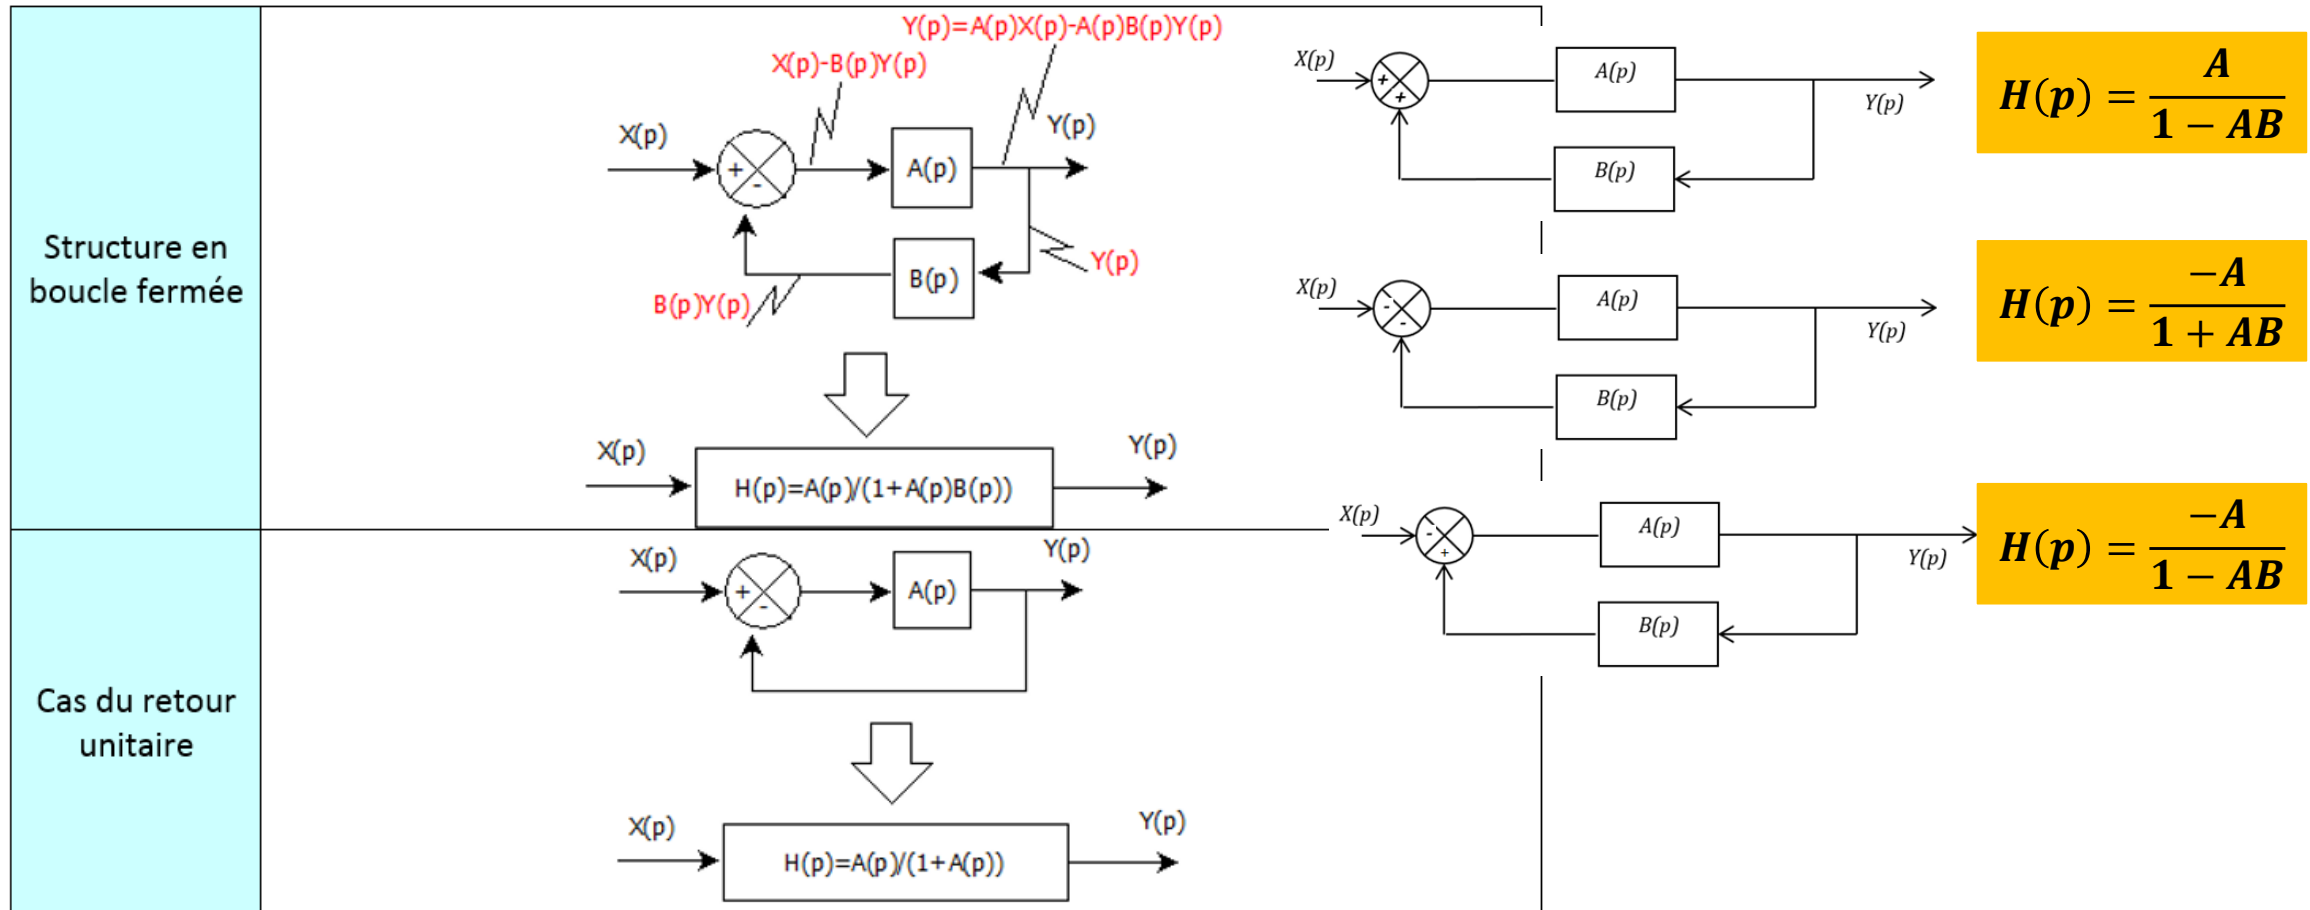 Structure en
boucle fermée
Y(p)=A(p)X(p)-A(p)B(p)Y(p)
X(p)-B(p)Y(p)
X(p)
+
-
A(p)
Y(p)
B(p)
Y(p)
B(p)Y(p)
X(p)
H(p)=A(p)/(1+A(p)B(p))
Y(p)
X(p)
+
+
A(p)
Y(p)
B(p)
H(p) = A / 1 − AB
X(p)
-
-
A(p)
Y(p)
B(p)
H(p) = −A / 1 + AB
X(p)
-
+
A(p)
Y(p)
B(p)
H(p) = −A / 1 − AB
Cas du retour
unitaire
X(p)
+
-
A(p)
Y(p)
X(p)
H(p)=A(p)/(1+A(p))
Y(p)